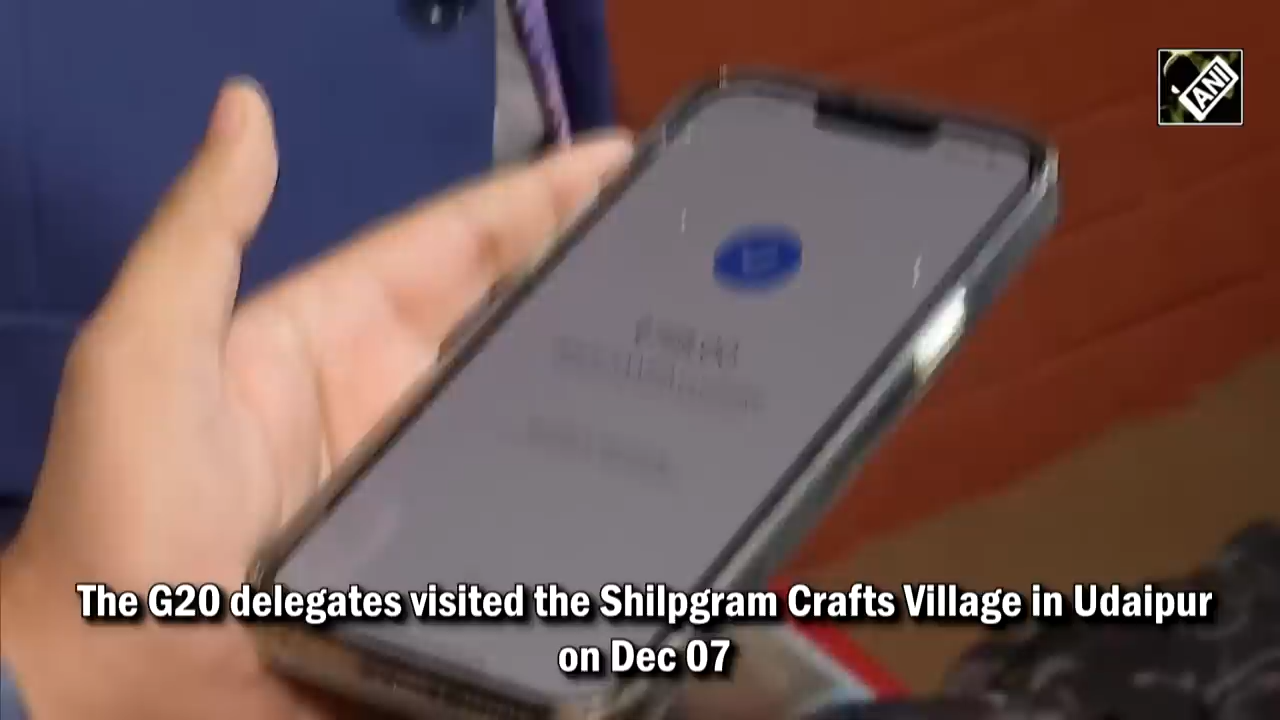 ANI
The G20 delegates visited the Shilpgram Crafts Village in Udaipur
on Dec 07